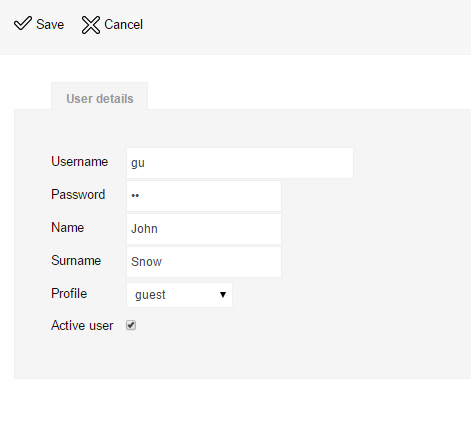 Save Cancel
User details
Username gu
Password ••
Name John
Surname Snow
Profile guest
Active user